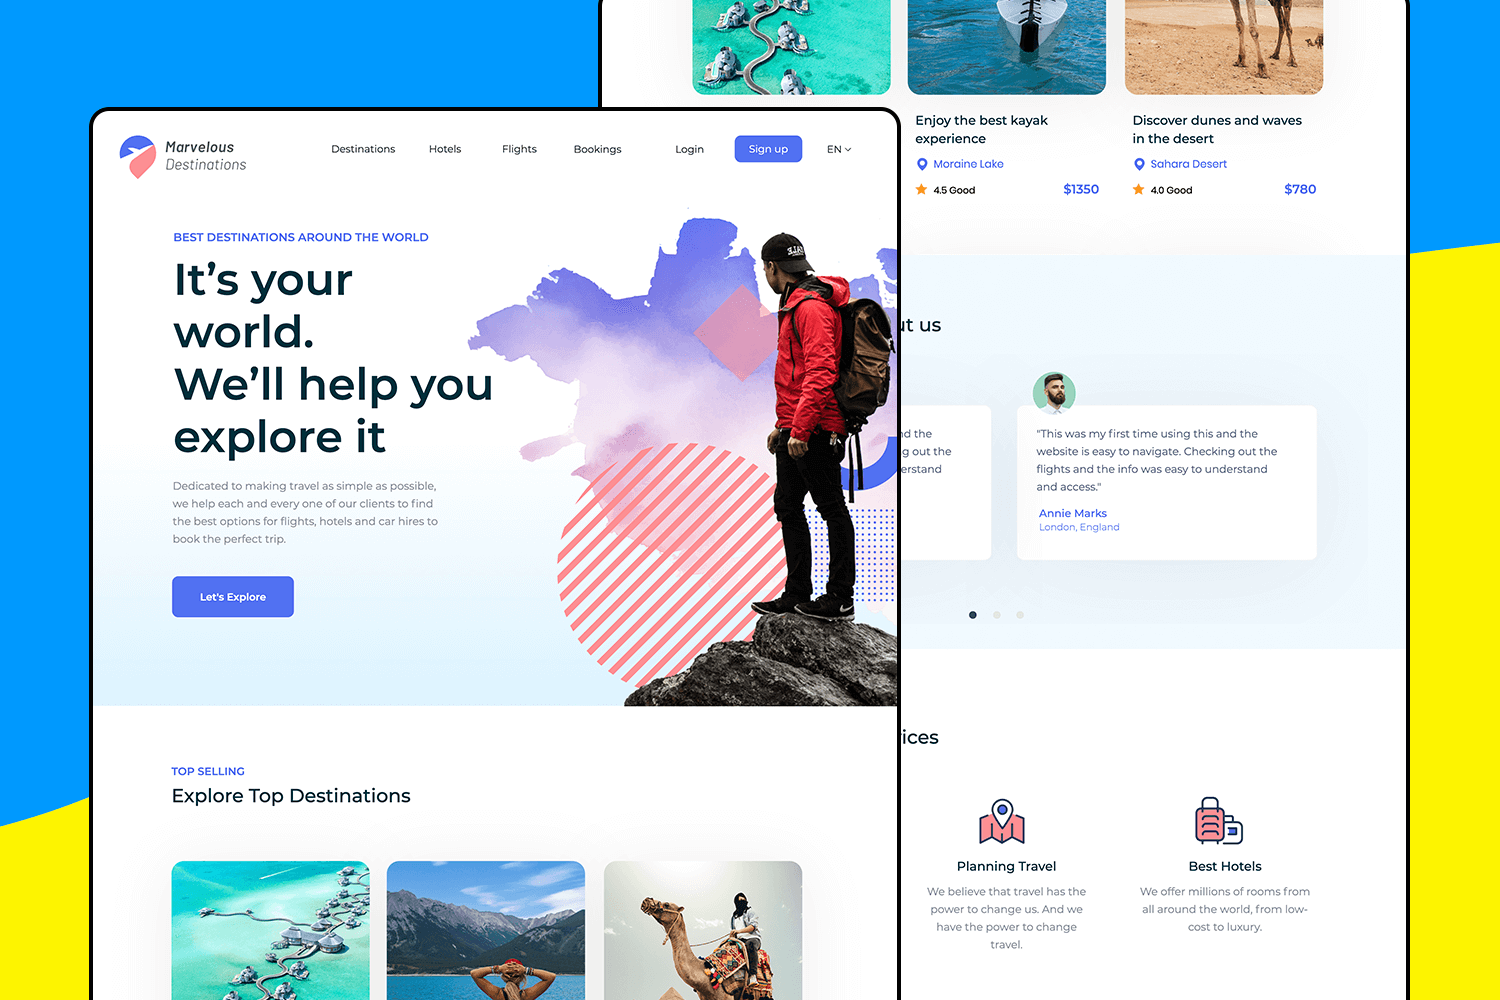 Marvelous
Destinations
Destinations
Hotels
Flights
Bookings
Login
Sign up
EN
BEST DESTINATIONS AROUND THE WORLD
It’s your
world.
We’ll help you
explore it
Dedicated to making travel as simple as possible,
we help each and every one of our clients to find
the best options for flights, hotels and car hires to
book the perfect trip.
Let's Explore
TOP SELLING
Explore Top Destinations
Enjoy the best kayak
experience
Moraine Lake
4.5 Good
$1350
Discover dunes and waves
in the desert
Sahara Desert
4.0 Good
$780
us
the
g out the
"This was my first time using this and the
website is easy to navigate. Checking out the
flights and the info was easy to understand
and access."
Annie Marks
London, England
Planning Travel
We believe that travel has the
power to change us. And we
have the power to change
travel.
Best Hotels
We offer millions of rooms from
all around the world, from low-
cost to luxury.